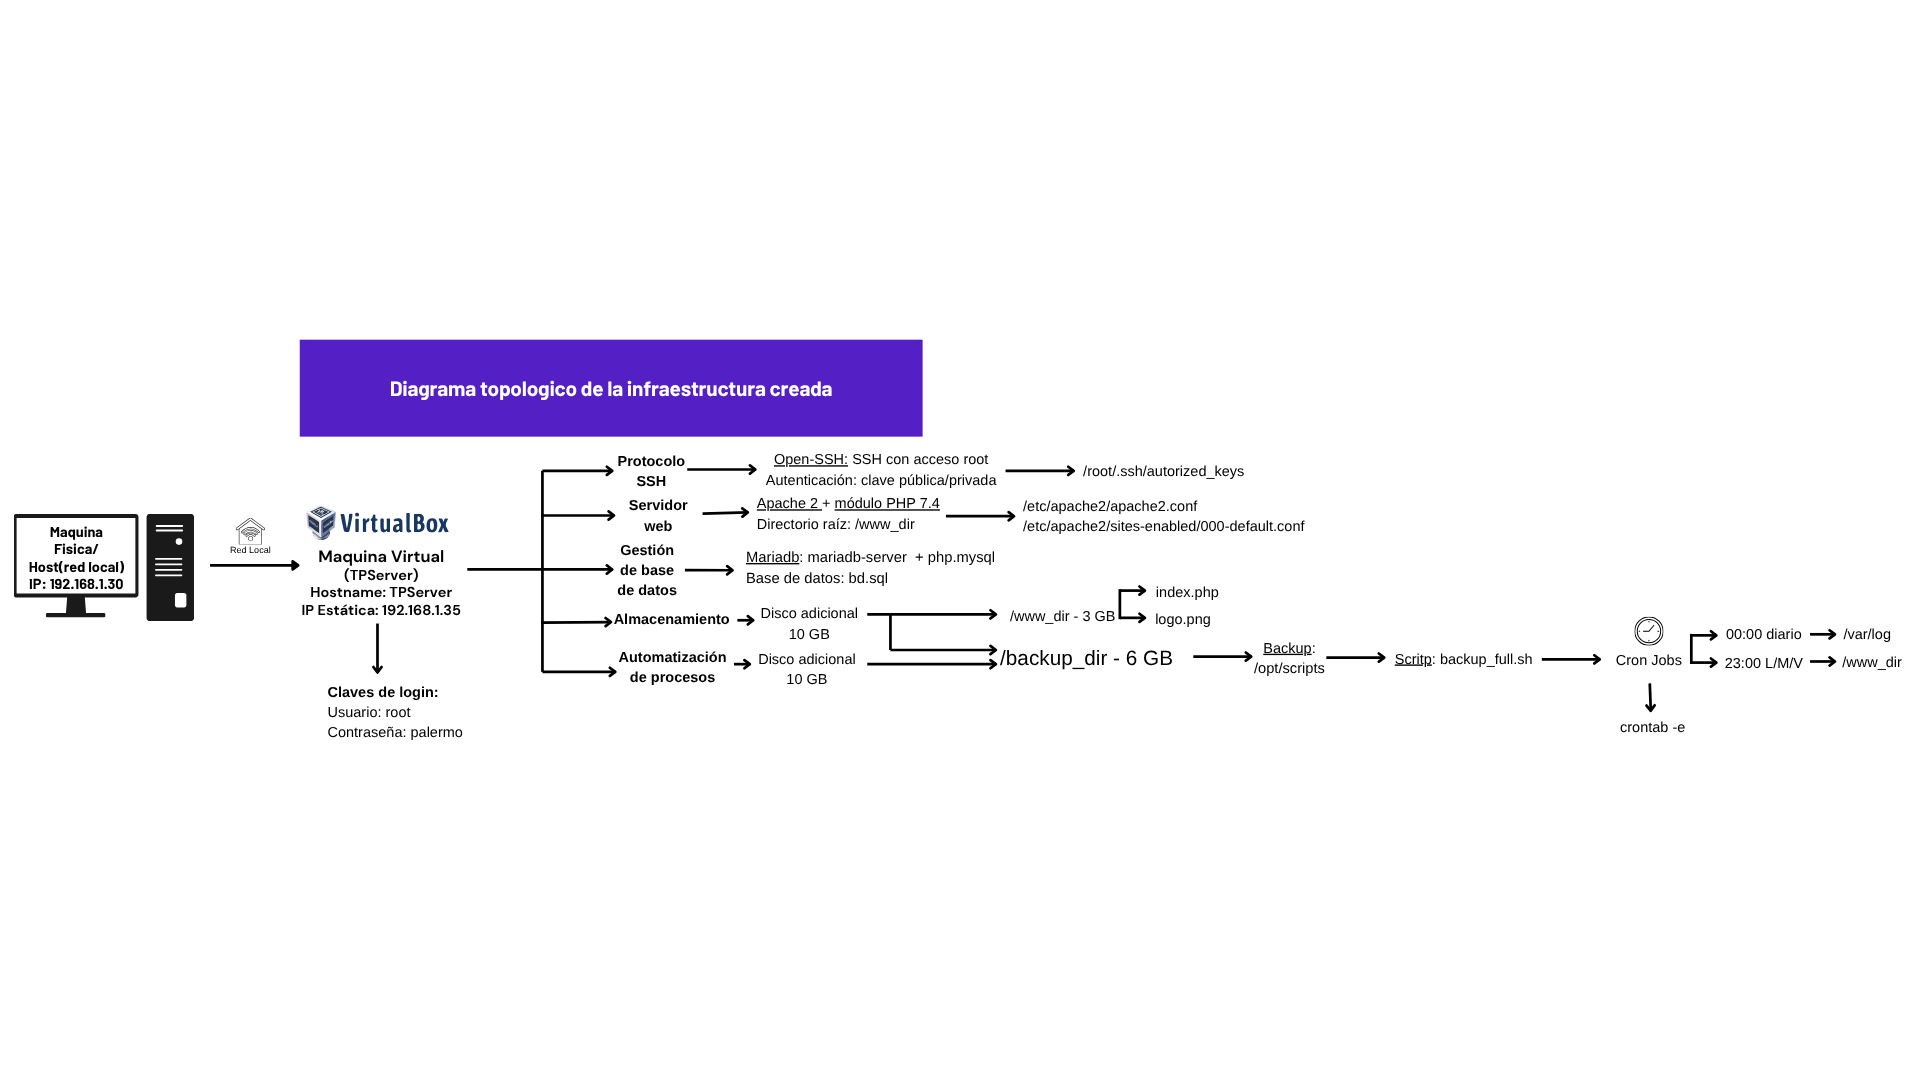 Diagrama topologico de la infraestructura creada
Maquina
Fisica/
Host(red local)
IP: 192.168.1.30
Red Local
VirtualBox
Maquina Virtual
(TPServer)
Hostname: TPServer
IP Estática: 192.168.1.35
Claves de login:
Usuario: root
Contraseña: palermo
Protocolo
SSH
Open-SSH: SSH con acceso root
Autenticación: clave pública/privada
/root/.ssh/autorized_keys
Servidor
web
Apache 2 + módulo PHP 7.4
Directorio raíz: /www_dir
/etc/apache2/apache2.conf
/etc/apache2/sites-enabled/000-default.conf
Gestión
de base
de datos
Mariadb: mariadb-server  + php.mysql
Base de datos: bd.sql
Almacenamiento
Disco adicional
10 GB
/www_dir - 3 GB
index.php
logo.png
Automatización
de procesos
Disco adicional
10 GB
/backup_dir - 6 GB
Backup:
/opt/scripts
Scritp: backup_full.sh
Cron Jobs
00:00 diario
/var/log
23:00 L/M/V
/www_dir
crontab -e